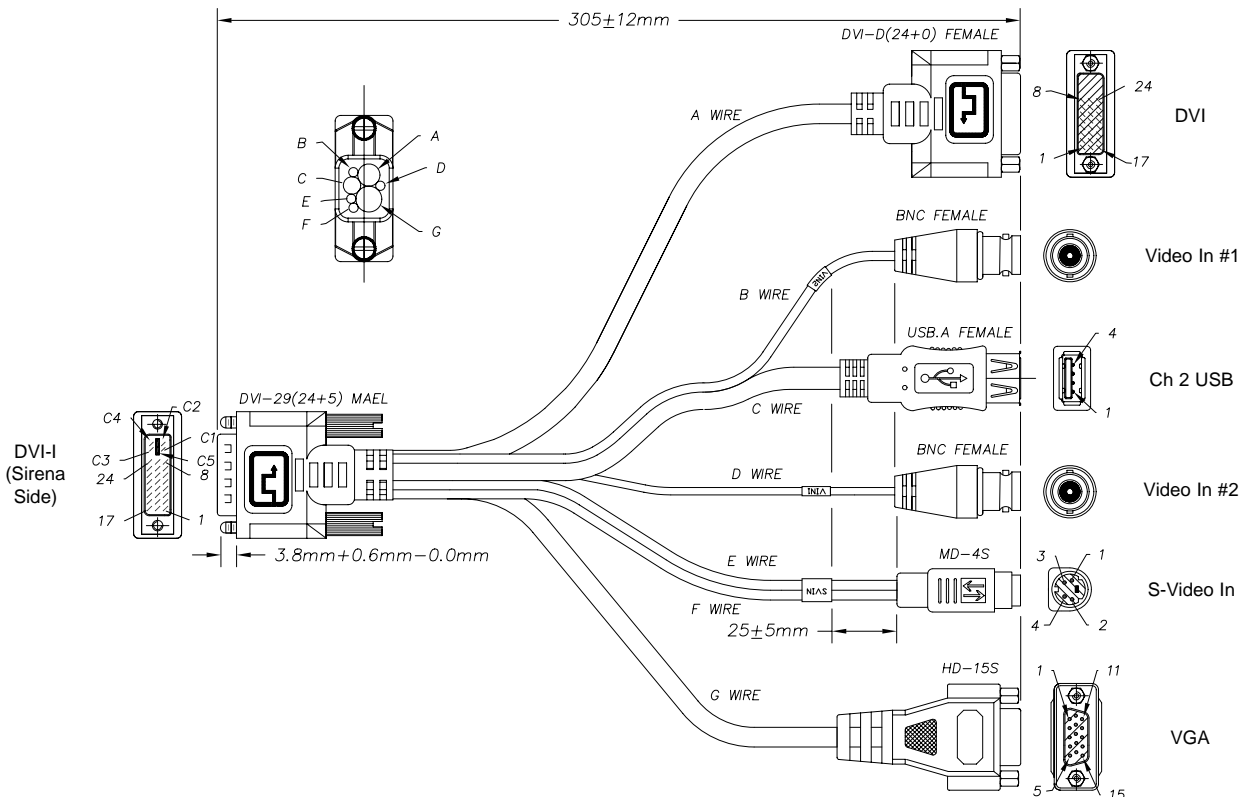 305±12mm
DVI-D(24+0) FEMALE
A WIRE
8
24
1
17
DVI
B
A
C
D
E
F
G
BNC FEMALE
VIN2
B WIRE
Video In #1
USB.A FEMALE
C WIRE
4
1
Ch 2 USB
DVI-29(24+5) MAEL
C4
C2
C1
C3
C5
24
8
17
1
DVI-I
(Sirena
Side)
3.8mm+0.6mm-0.0mm
BNC FEMALE
D WIRE
VIN1
Video In #2
E WIRE
MD-4S
SVIN
F WIRE
25±5mm
3
1
4
2
S-Video In
HD-15S
G WIRE
1
11
5
15
VGA